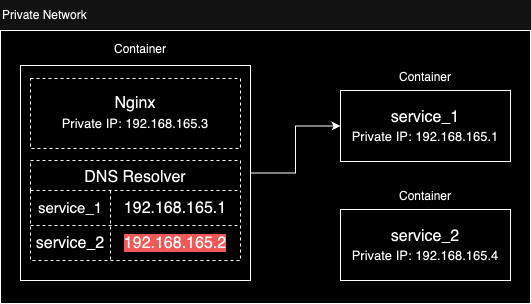 Private Network
Container
Nginx
Private IP: 192.168.165.3
DNS Resolver
service_1 192.168.165.1
service_2 192.168.165.2
Container
service_1
Private IP: 192.168.165.1
Container
service_2
Private IP: 192.168.165.4